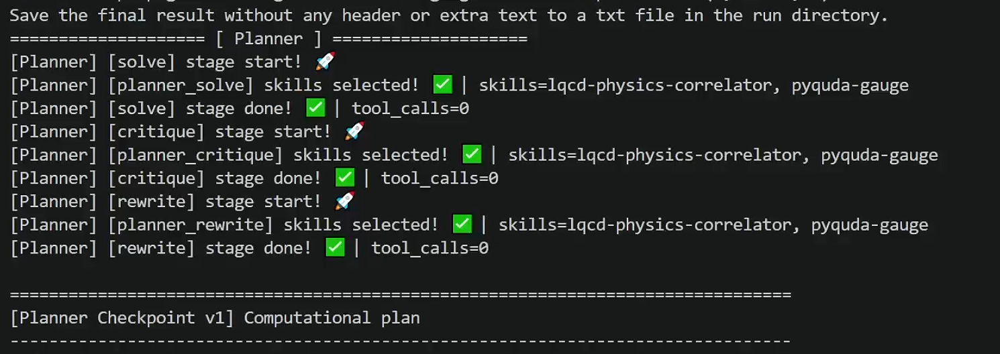 Save the final result without any header or extra text to a txt file in the run directory.
==================== [ Planner ] ====================
[Planner] [solve] stage start! 🚀
[Planner] [planner_solve] skills selected! ✅ | skills=lqcd-physics-correlator, pyquda-gauge
[Planner] [solve] stage done! ✅ | tool_calls=0
[Planner] [critique] stage start! 🚀
[Planner] [planner_critique] skills selected! ✅ | skills=lqcd-physics-correlator, pyquda-gauge
[Planner] [critique] stage done! ✅ | tool_calls=0
[Planner] [rewrite] stage start! 🚀
[Planner] [planner_rewrite] skills selected! ✅ | skills=lqcd-physics-correlator, pyquda-gauge
[Planner] [rewrite] stage done! ✅ | tool_calls=0
================================================================================
[Planner Checkpoint v1] Computational plan
--------------------------------------------------------------------------------